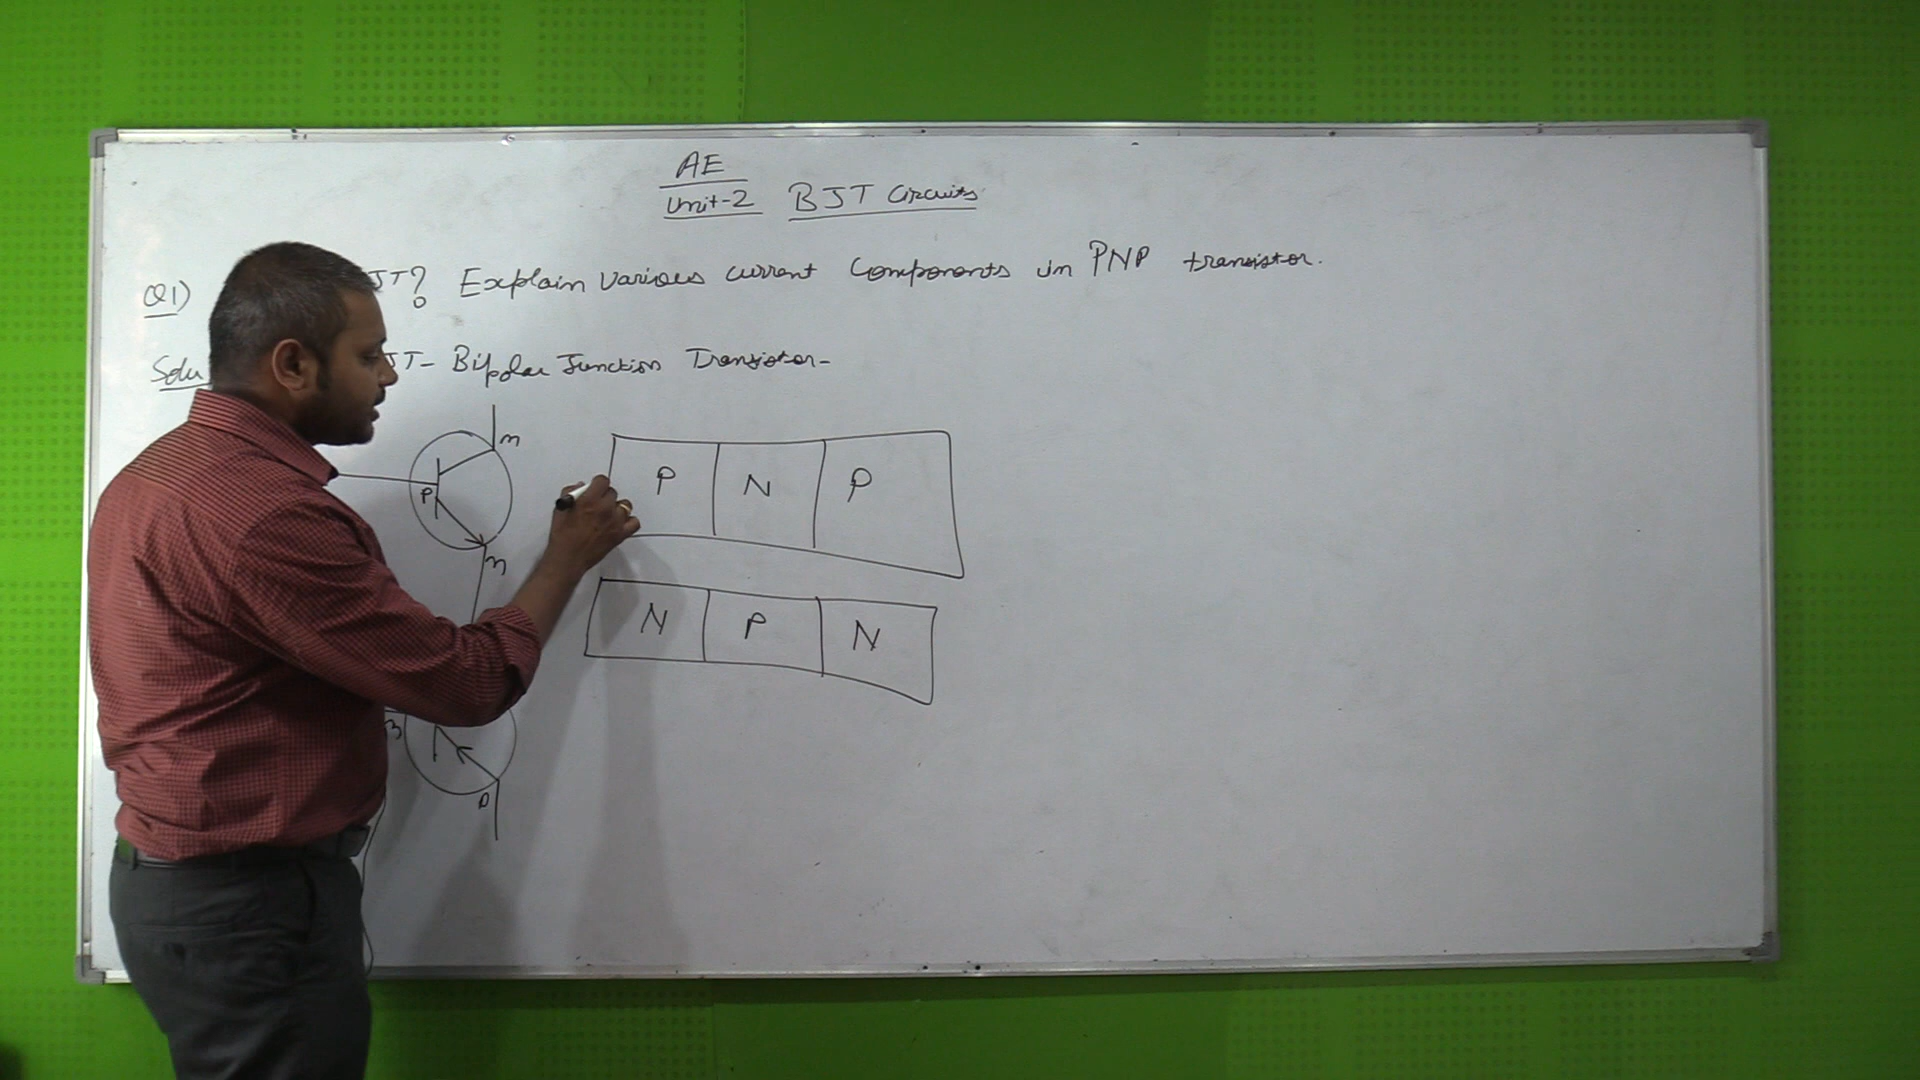 AE
Unit-2 BJT Circuits
Q1) JT? Explain various current Components in PNP transistor.
Solu JT- Bipolar Junction Transistor-
n
P
n
P N P
N P N
P